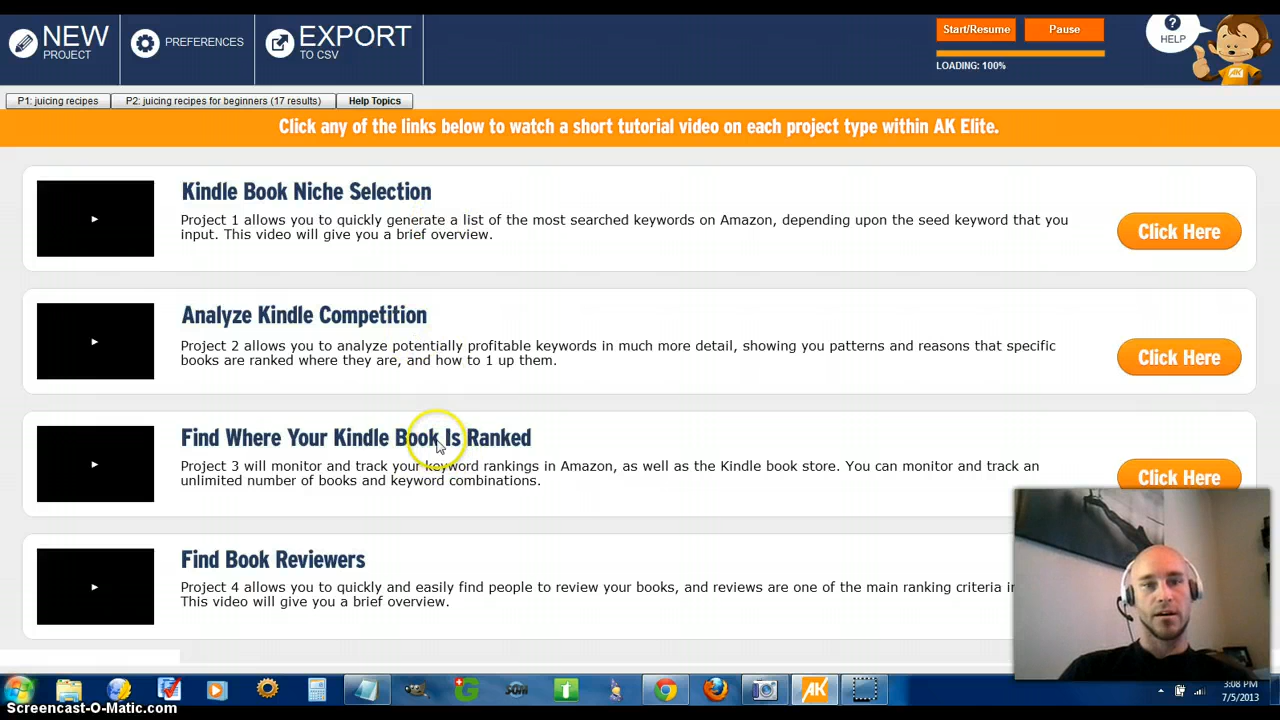 NEW
PROJECT
PREFERENCES
EXPORT
TO CSV
Start/Resume
Pause
LOADING: 100%
?
HELP
AK
P1: juicing recipes
P2: juicing recipes for beginners (17 results)
Help Topics
Click any of the links below to watch a short tutorial video on each project type within AK Elite.
Kindle Book Niche Selection
Project 1 allows you to quickly generate a list of the most searched keywords on Amazon, depending upon the seed keyword that you
input. This video will give you a brief overview.
Click Here
Analyze Kindle Competition
Project 2 allows you to analyze potentially profitable keywords in much more detail, showing you patterns and reasons that specific
books are ranked where they are, and how to 1 up them.
Click Here
Find Where Your Kindle Book Is Ranked
Project 3 will monitor and track your keyword rankings in Amazon, as well as the Kindle book store. You can monitor and track an
unlimited number of books and keyword combinations.
Click Here
Find Book Reviewers
Project 4 allows you to quickly and easily find people to review your books, and reviews are one of the main ranking criteria in
This video will give you a brief overview.
SOM
AK
3:08 PM
7/5/2013
Screencast-O-Matic.com